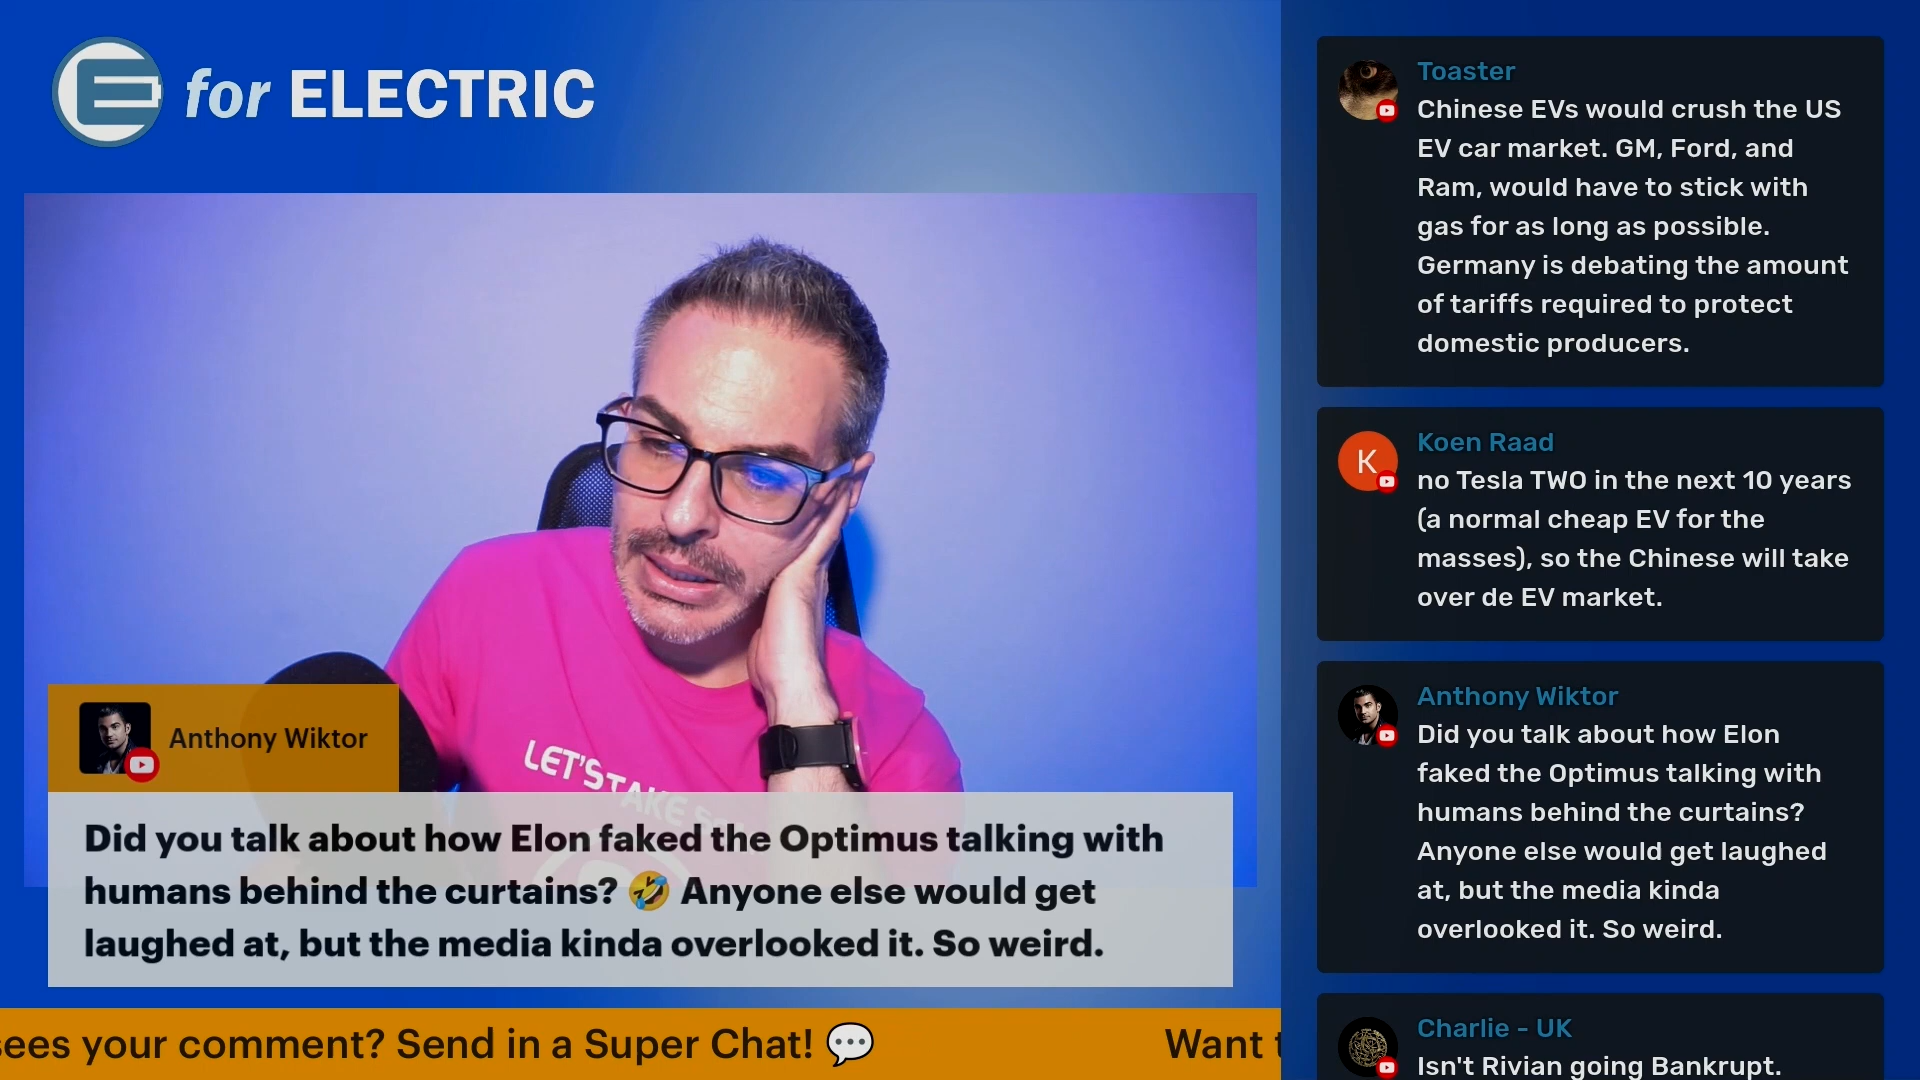 for ELECTRIC
LET'S TAKE
Anthony Wiktor
Did you talk about how Elon faked the Optimus talking with
humans behind the curtains? 🤣 Anyone else would get
laughed at, but the media kinda overlooked it. So weird.
sees your comment? Send in a Super Chat! 💬
Want
Toaster
Chinese EVs would crush the US
EV car market. GM, Ford, and
Ram, would have to stick with
gas for as long as possible.
Germany is debating the amount
of tariffs required to protect
domestic producers.
K
Koen Raad
no Tesla TWO in the next 10 years
(a normal cheap EV for the
masses), so the Chinese will take
over de EV market.
Anthony Wiktor
Did you talk about how Elon
faked the Optimus talking with
humans behind the curtains?
Anyone else would get laughed
at, but the media kinda
overlooked it. So weird.
Charlie - UK
Isn't Rivian going Bankrupt.